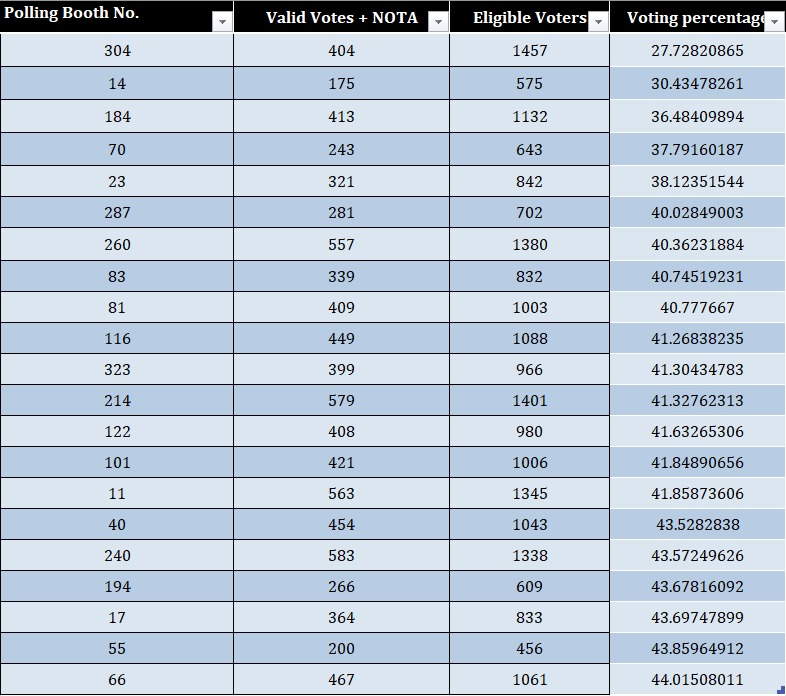 Polling Booth No. Valid Votes + NOTA Eligible Voters Voting percentage
304 404 1457 27.72820865
14 175 575 30.43478261
184 413 1132 36.48409894
70 243 643 37.79160187
23 321 842 38.12351544
287 281 702 40.02849003
260 557 1380 40.36231884
83 339 832 40.74519231
81 409 1003 40.777667
116 449 1088 41.26838235
323 399 966 41.30434783
214 579 1401 41.32762313
122 408 980 41.63265306
101 421 1006 41.84890656
11 563 1345 41.85873606
40 454 1043 43.5282838
240 583 1338 43.57249626
194 266 609 43.67816092
17 364 833 43.69747899
55 200 456 43.85964912
66 467 1061 44.01508011